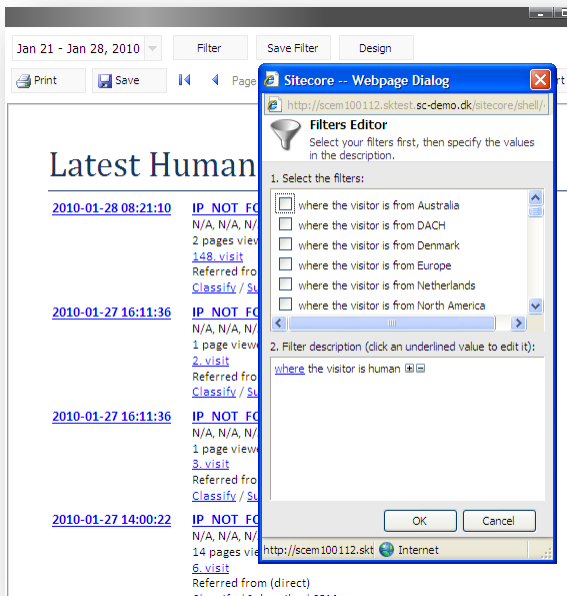 Jan 21 - Jan 28, 2010
Filter
Save Filter
Design
Print
Save
Page
Latest Human
2010-01-28 08:21:10
IP_NOT_FO
N/A, N/A, N/
2 pages view
148. visit
Referred from
Classify / Su
2010-01-27 16:11:36
IP_NOT_FO
N/A, N/A, N/
1 page viewe
2. visit
Referred fro
Classify / Su
2010-01-27 16:11:36
IP_NOT_FO
N/A, N/A, N/
1 page viewe
3. visit
Referred fro
Classify / Su
2010-01-27 14:00:22
IP_NOT_FO
N/A, N/A, N/
14 pages vie
6. visit
Referred from (direct)
Sitecore -- Webpage Dialog
http://scem100112.sktest.sc-demo.dk/sitecore/shell/
Filters Editor
Select your filters first, then specify the values
in the description.
1. Select the filters:
where the visitor is from Australia
where the visitor is from DACH
where the visitor is from Denmark
where the visitor is from Europe
where the visitor is from Netherlands
where the visitor is from North America
2. Filter description (click an underlined value to edit it):
where the visitor is human
OK
Cancel
http://scem100112.skt
Internet
rt